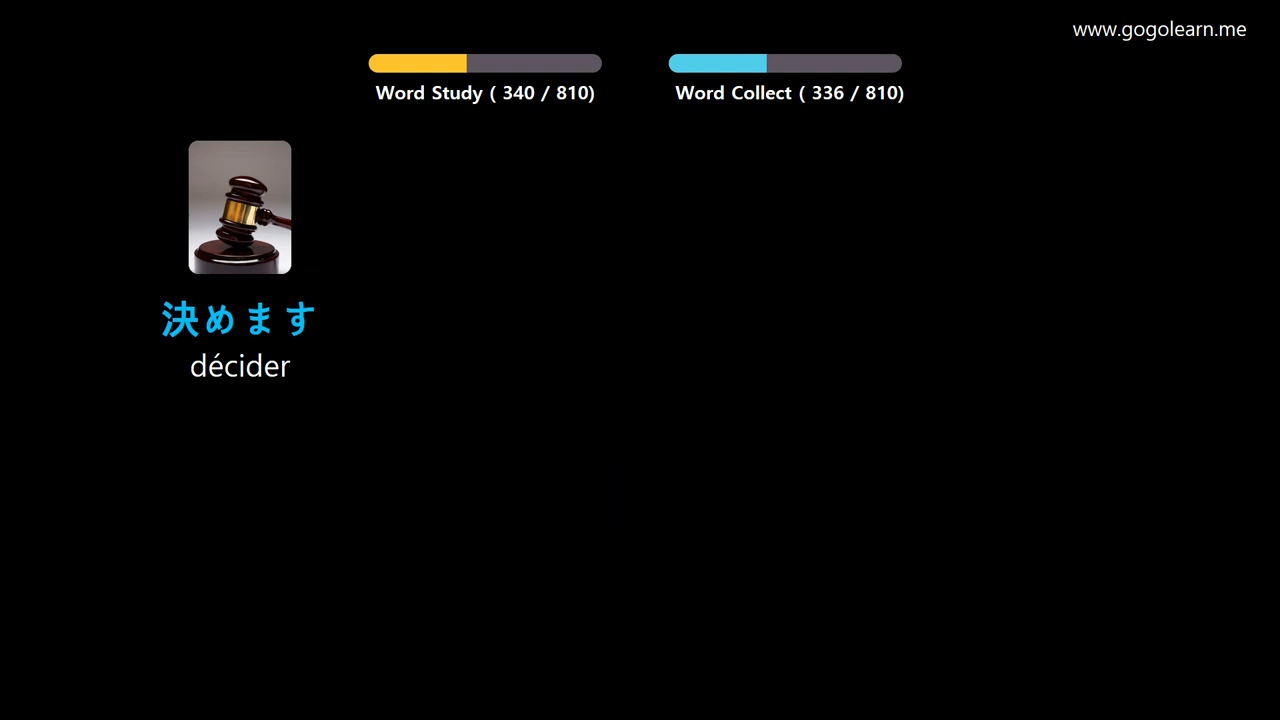 www.gogolearn.me
Word Study ( 340 / 810)
Word Collect ( 336 / 810)
決めます
décider